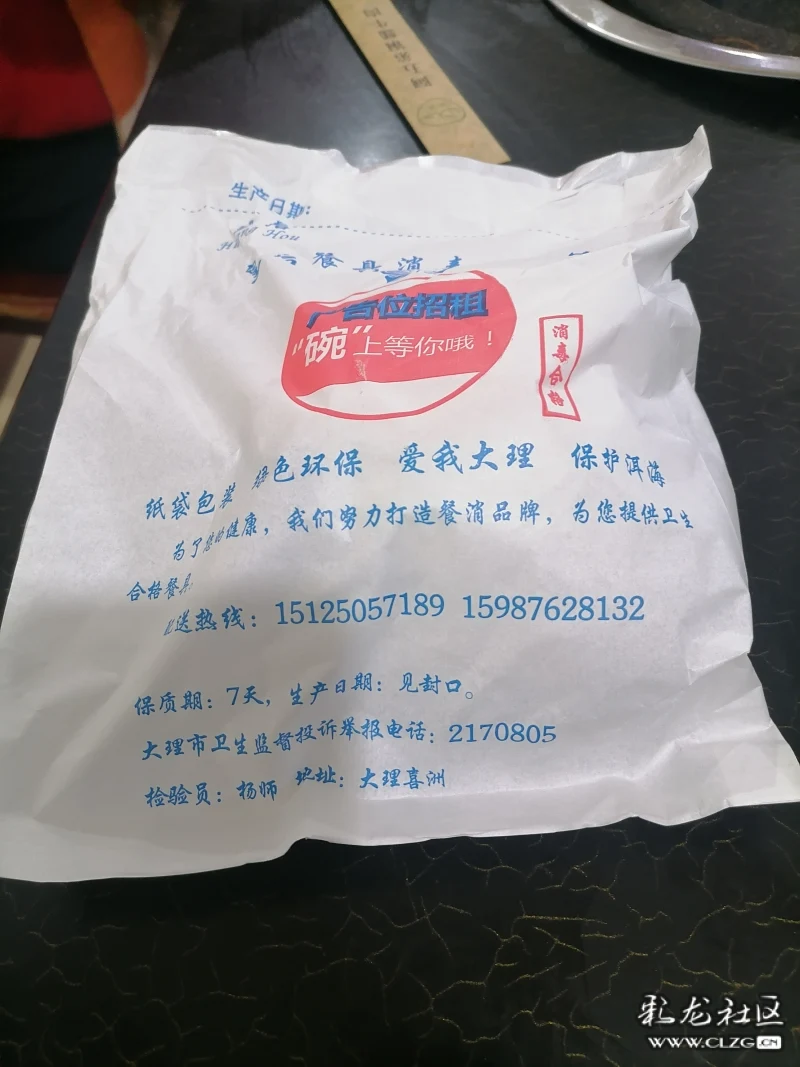 生产日期:
Hou
餐具消
广告位招租
“碗”上等你哦！
消毒合格
纸袋包装 绿色环保 爱我大理 保护洱海
为了您的健康，我们努力打造餐消品牌，为您提供卫生
合格餐具
送热线：15125057189 15987628132
保质期：7天，生产日期：见封口。
大理市卫生监督投诉举报电话：2170805
检验员：杨师 地址：大理喜洲
彩龙社区
WWW.CLZG.CN